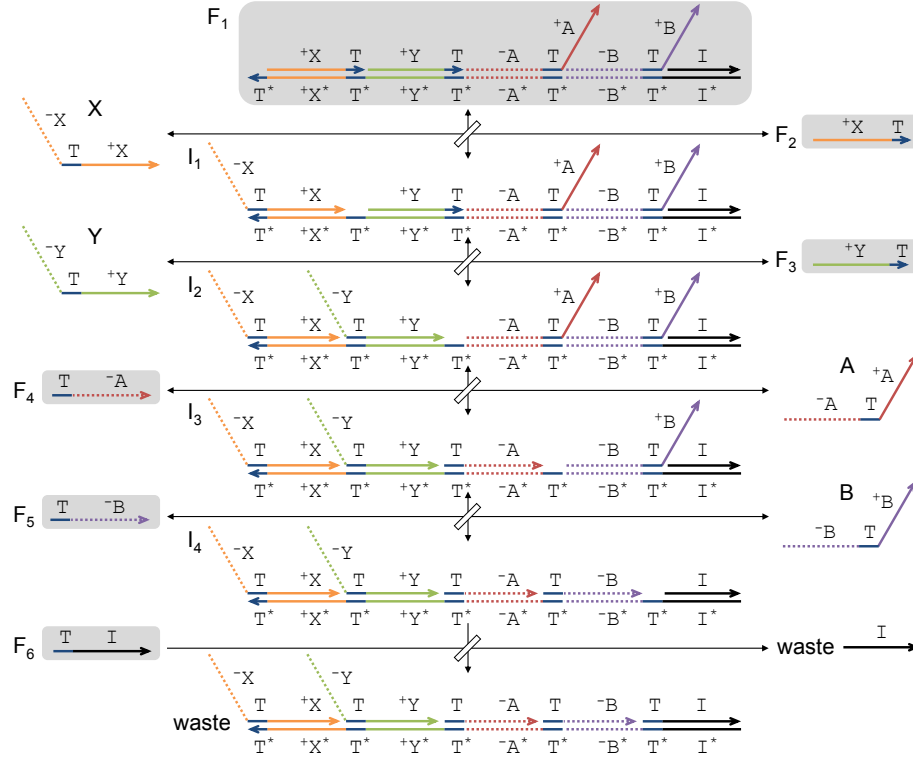 F1
+X T +Y T -A T +A -B T +B I
T* +X* T* +Y* T* -A* T* -B* T* I*
X
-X T +X
F2
+X T
I1
-X
T +X +Y T -A T +A -B T +B I
T* +X* T* +Y* T* -A* T* -B* T* I*
Y
-Y T +Y
F3
+Y T
I2
-X -Y
T +X T +Y -A T +A -B T +B I
T* +X* T* +Y* T* -A* T* -B* T* I*
F4
T -A
A
-A T +A
I3
-X -Y
T +X T +Y T -A -B T +B I
T* +X* T* +Y* T* -A* T* -B* T* I*
F5
T -B
B
-B T +B
I4
-X -Y
T +X T +Y T -A T -B I
T* +X* T* +Y* T* -A* T* -B* T* I*
F6
T I
waste I
-X -Y
waste
T +X T +Y T -A T -B T I
T* +X* T* +Y* T* -A* T* -B* T* I*